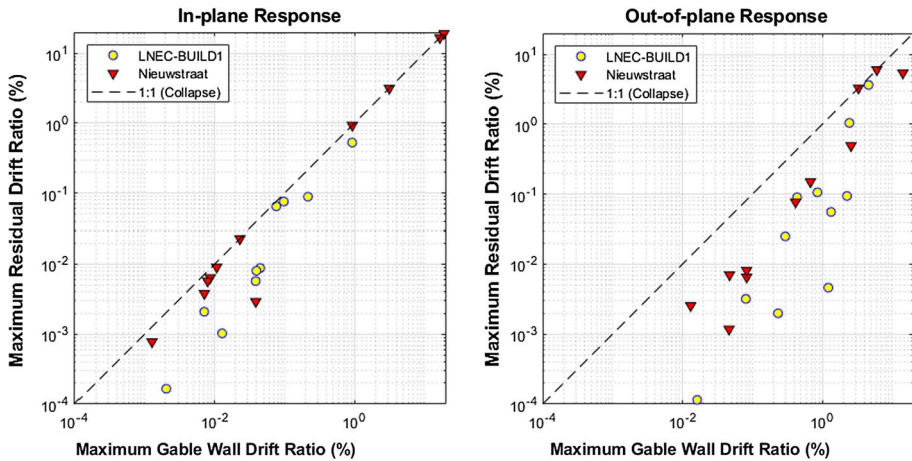 In-plane Response
LNEC-BUILD1
Nieuwstraat
1:1 (Collapse)
Maximum Residual Drift Ratio (%)
10^1
10^0
10^-1
10^-2
10^-3
10^-4
10^-4
10^-2
10^0
Maximum Gable Wall Drift Ratio (%)
Out-of-plane Response
LNEC-BUILD1
Nieuwstraat
1:1 (Collapse)
Maximum Residual Drift Ratio (%)
10^1
10^0
10^-1
10^-2
10^-3
10^-4
10^-4
10^-2
10^0
Maximum Gable Wall Drift Ratio (%)